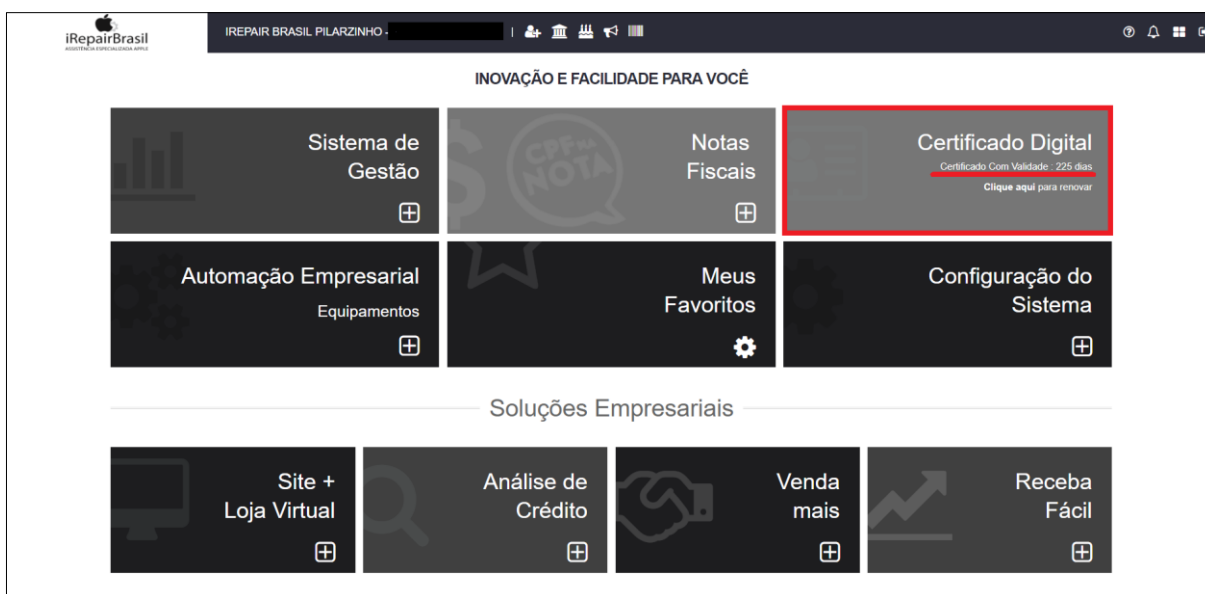 iRepairBrasil
ASSISTÊNCIA ESPECIALIZADA APPLE
IREPAIR BRASIL PILARZINHO - |
INOVAÇÃO E FACILIDADE PARA VOCÊ
Sistema de
Gestão
CPF na
NOTA
Notas
Fiscais
Certificado Digital
Certificado Com Validade : 225 dias
Clique aqui para renovar
Automação Empresarial
Equipamentos
Meus
Favoritos
Configuração do
Sistema
Soluções Empresariais
Site +
Loja Virtual
Análise de
Crédito
Venda
mais
Receba
Fácil